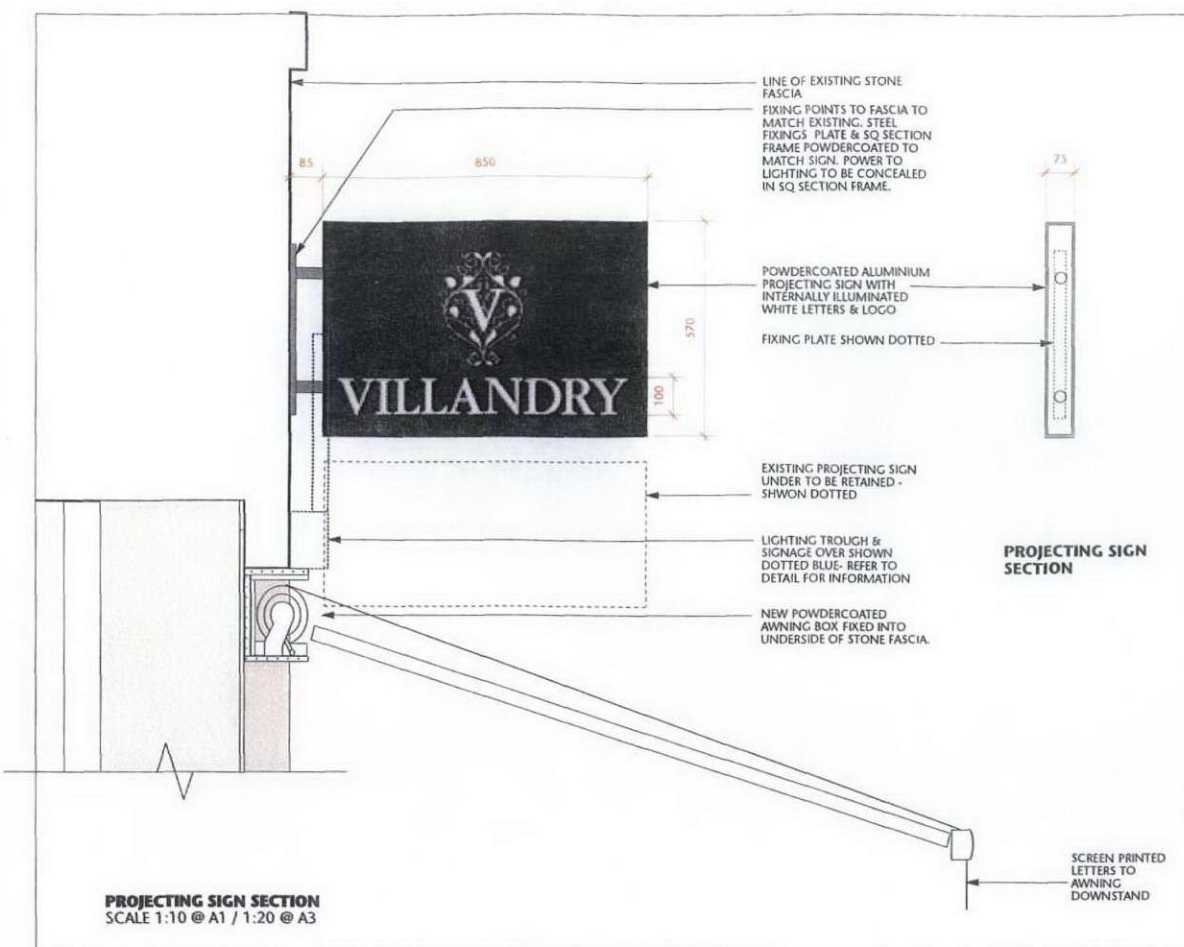 LINE OF EXISTING STONE
FASCIA
FIXING POINTS TO FASCIA TO
MATCH EXISTING. STEEL
FIXINGS PLATE & SQ SECTION
FRAME POWDERCOATED TO
MATCH SIGN. POWER TO
LIGHTING TO BE CONCEALED
IN SQ SECTION FRAME.
85
850
75
V
VILLANDRY
570
100
POWDERCOATED ALUMINIUM
PROJECTING SIGN WITH
INTERNALLY ILLUMINATED
WHITE LETTERS & LOGO
FIXING PLATE SHOWN DOTTED
EXISTING PROJECTING SIGN
UNDER TO BE RETAINED -
SHWON DOTTED
LIGHTING TROUGH &
SIGNAGE OVER SHOWN
DOTTED BLUE- REFER TO
DETAIL FOR INFORMATION
PROJECTING SIGN
SECTION
NEW POWDERCOATED
AWNING BOX FIXED INTO
UNDERSIDE OF STONE FASCIA.
SCREEN PRINTED
LETTERS TO
AWNING
DOWNSTAND
PROJECTING SIGN SECTION
SCALE 1:10 @ A1 / 1:20 @ A3